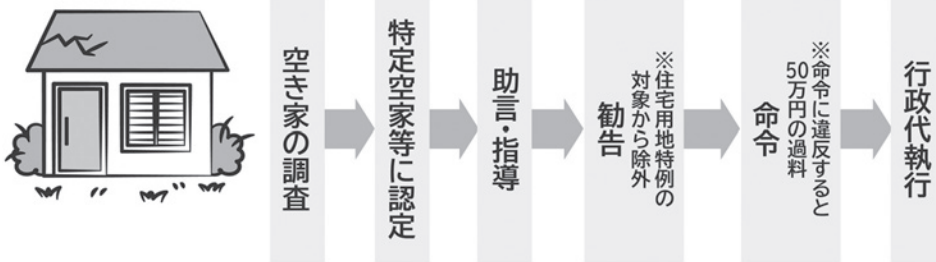 空き家の調査
特定空家等に認定
助言・指導
勧告
※住宅用地特例の
対象から除外
命令
※命令に違反すると
50万円の過料
行政代執行